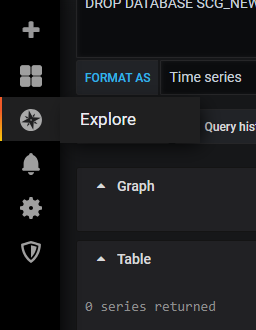 DROP DATABASE SCG_NEW
FORMAT AS Time series
Explore
Query hist
Graph
Table
0 series returned